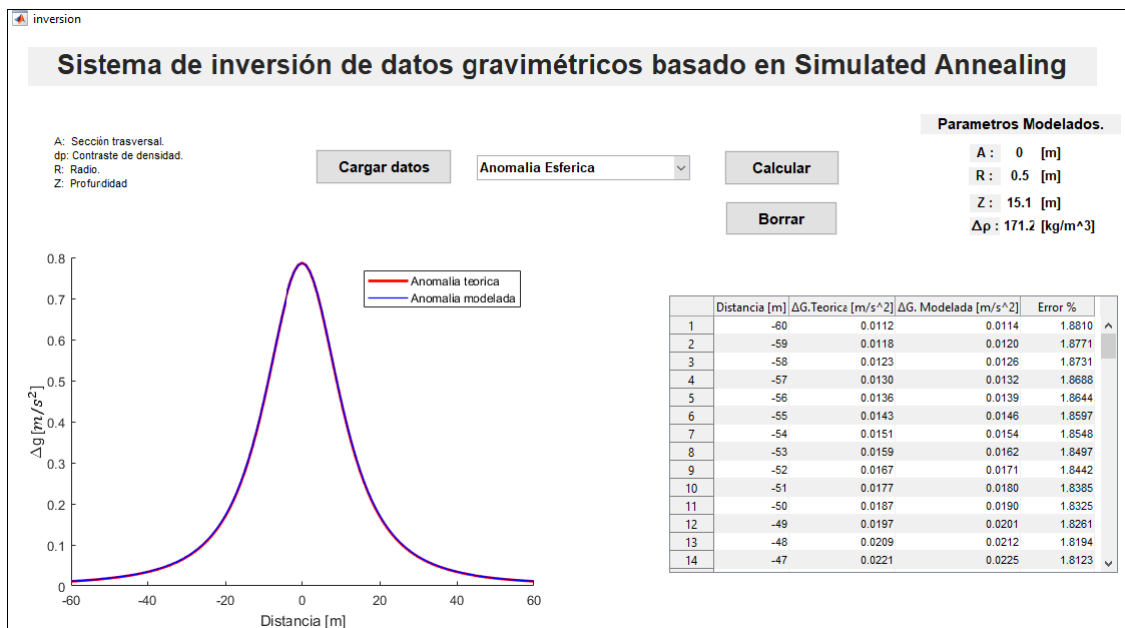 inversion
Sistema de inversión de datos gravimétricos basado en Simulated Annealing
A: Sección trasversal.
dp: Contraste de densidad.
R: Radio.
Z: Profurdidad
Cargar datos
Anomalia Esferica
Calcular
Borrar
Parametros Modelados.
A : 0 [m]
R : 0.5 [m]
Z : 15.1 [m]
Δρ : 171.2 [kg/m^3]
Δg[m/s²]
0.8
0.7
0.6
0.5
0.4
0.3
0.2
0.1
0
-60 -40 -20 0 20 40 60
Distancia [m]
Anomalia teorica
Anomalia modelada
Distancia [m] ΔG.Teorica [m/s^2] ΔG. Modelada [m/s^2] Error %
1 -60 0.0112 0.0114 1.8810
2 -59 0.0118 0.0120 1.8771
3 -58 0.0123 0.0126 1.8731
4 -57 0.0130 0.0132 1.8688
5 -56 0.0136 0.0139 1.8644
6 -55 0.0143 0.0146 1.8597
7 -54 0.0151 0.0154 1.8548
8 -53 0.0159 0.0162 1.8497
9 -52 0.0167 0.0171 1.8442
10 -51 0.0177 0.0180 1.8385
11 -50 0.0187 0.0190 1.8325
12 -49 0.0197 0.0201 1.8261
13 -48 0.0209 0.0212 1.8194
14 -47 0.0221 0.0225 1.8123